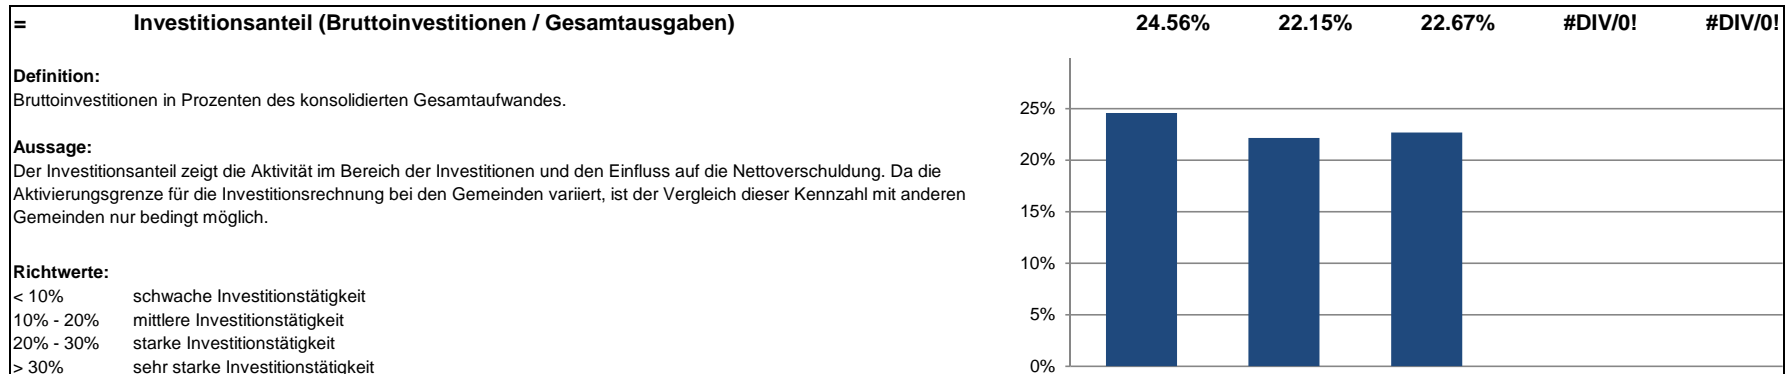 = Investitionsanteil (Bruttoinvestitionen / Gesamtausgaben) 24.56% 22.15% 22.67% #DIV/0! #DIV/0!
Definition:
Bruttoinvestitionen in Prozenten des konsolidierten Gesamtaufwandes.
Aussage:
Der Investitionsanteil zeigt die Aktivität im Bereich der Investitionen und den Einfluss auf die Nettoverschuldung. Da die
Aktivierungsgrenze für die Investitionsrechnung bei den Gemeinden variiert, ist der Vergleich dieser Kennzahl mit anderen
Gemeinden nur bedingt möglich.
Richtwerte:
< 10% schwache Investitionstätigkeit
10% - 20% mittlere Investitionstätigkeit
20% - 30% starke Investitionstätigkeit
> 30% sehr starke Investitionstätigkeit
25%
20%
15%
10%
5%
0%